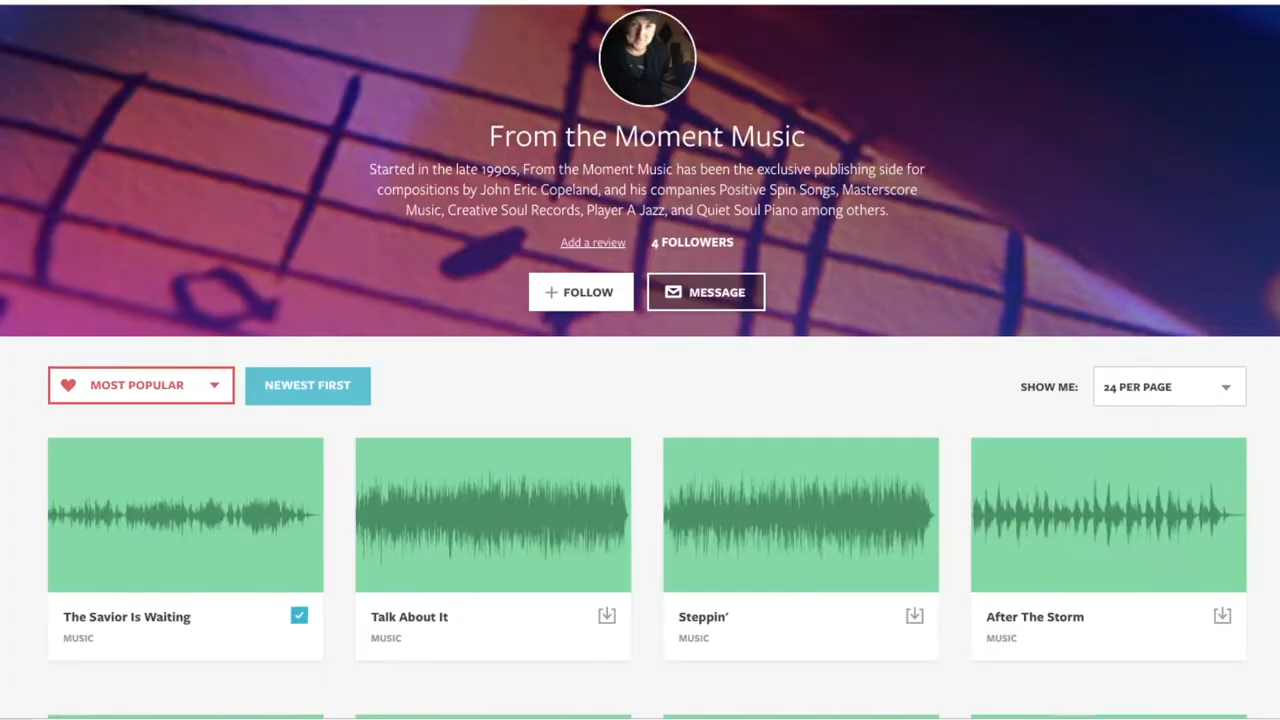 From the Moment Music
Started in the late 1990s, From the Moment Music has been the exclusive publishing side for
compositions by John Eric Copeland, and his companies Positive Spin Songs, Masterscore
Music, Creative Soul Records, Player A Jazz, and Quiet Soul Piano among others.
Add a review 4 FOLLOWERS
+ FOLLOW MESSAGE
MOST POPULAR NEWEST FIRST SHOW ME: 24 PER PAGE
The Savior Is Waiting Talk About It Steppin’ After The Storm
MUSIC MUSIC MUSIC MUSIC